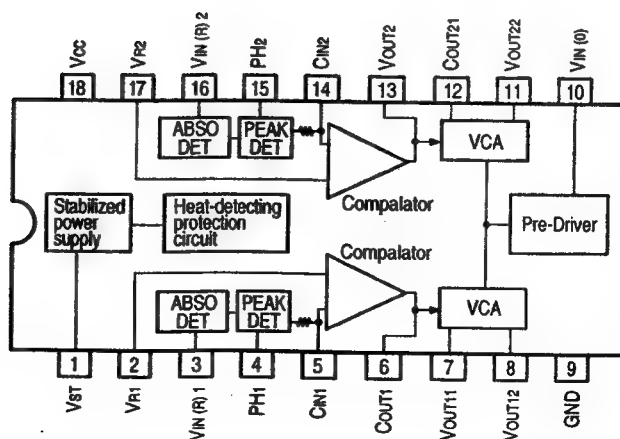 VCC
VR2
VIN (R) 2
PH2
CIN2
VOUT2
COUT21
VOUT22
VIN (0)
18
17
16
15
14
13
12
11
10
ABSO
DET
PEAK
DET
VCA
Compalator
Stabilized
power
supply
Heat-detecting
protection
circuit
Pre-Driver
Compalator
ABSO
DET
PEAK
DET
VCA
1
2
3
4
5
6
7
8
9
VST
VR1
VIN (R) 1
PH1
CIN1
COUT1
VOUT11
VOUT12
GND